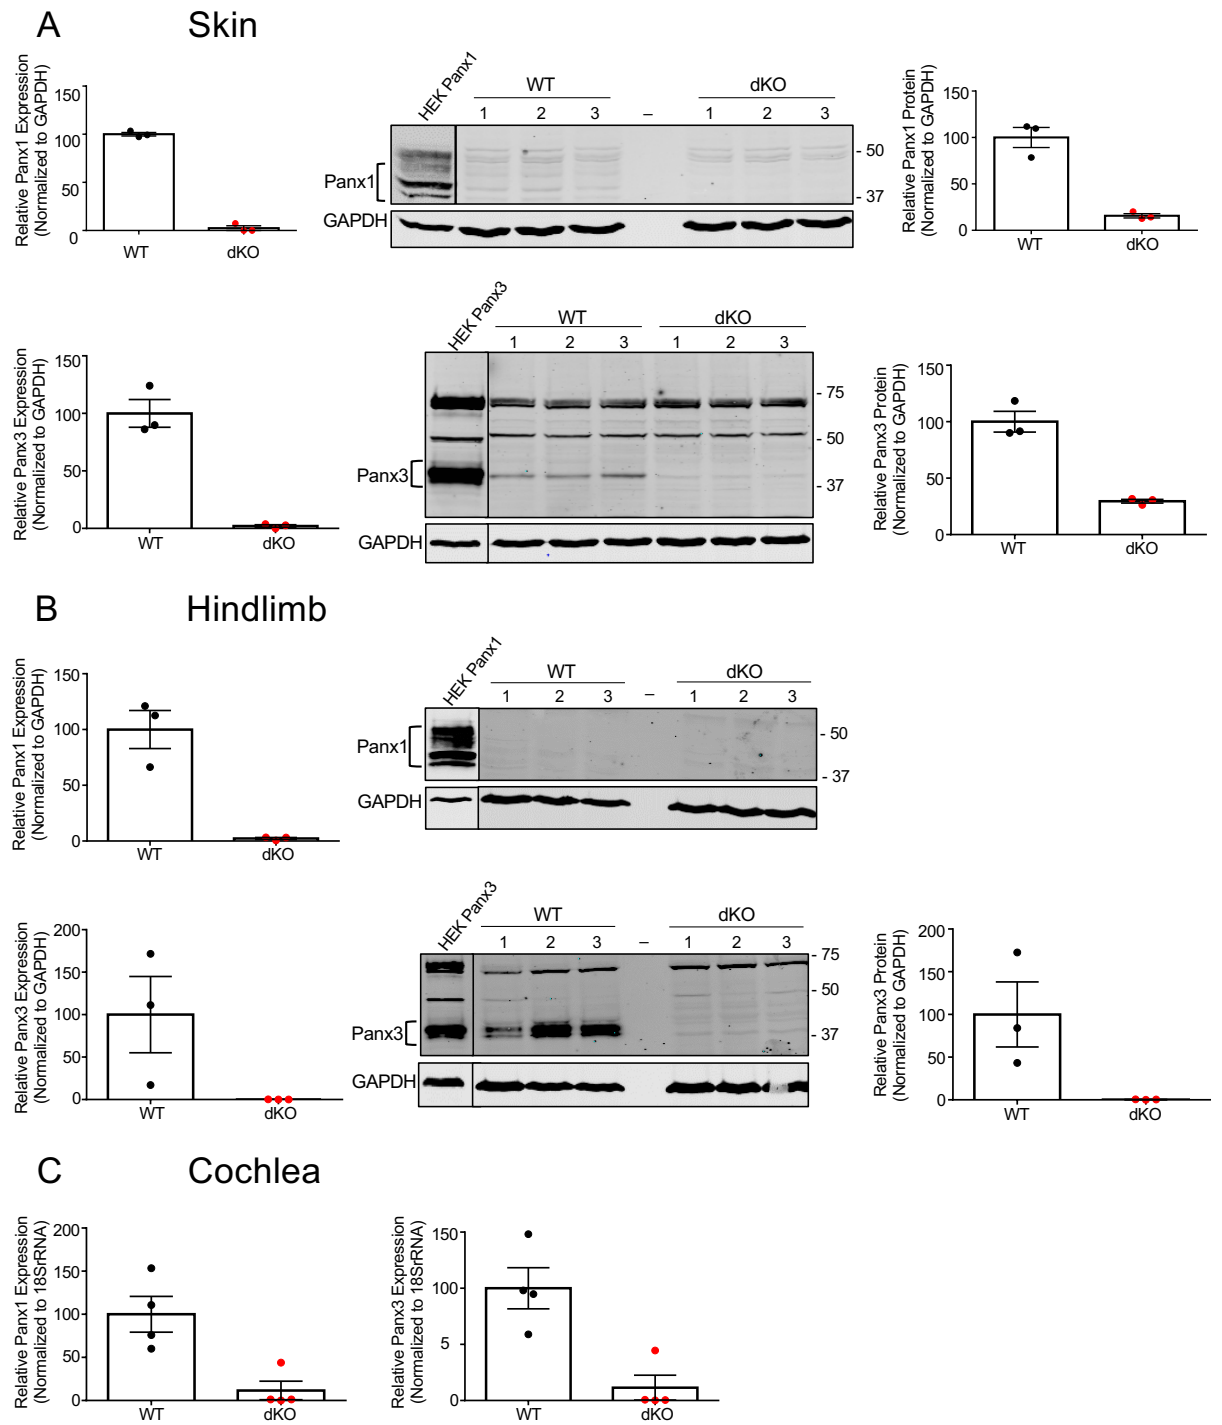 A Skin
Relative Panx1 Expression
(Normalized to GAPDH)
150
100
50
0
WT dKO
HEK Panx1
WT dKO
1 2 3 – 1 2 3
Panx1
- 50
- 37
GAPDH
Relative Panx1 Protein
(Normalized to GAPDH)
150
100
50
0
WT dKO
Relative Panx3 Expression
(Normalized to GAPDH)
150
100
50
0
WT dKO
HEK Panx3
WT dKO
1 2 3 1 2 3
- 75
- 50
Panx3
- 37
GAPDH
Relative Panx3 Protein
(Normalized to GAPDH)
150
100
50
0
WT dKO
B Hindlimb
Relative Panx1 Expression
(Normalized to GAPDH)
150
100
50
0
WT dKO
HEK Panx1
WT dKO
1 2 3 – 1 2 3
Panx1
- 50
- 37
GAPDH
Relative Panx3 Expression
(Normalized to GAPDH)
200
150
100
50
0
WT dKO
HEK Panx3
WT dKO
1 2 3 – 1 2 3
- 75
- 50
Panx3
- 37
GAPDH
Relative Panx3 Protein
(Normalized to GAPDH)
200
150
100
50
0
WT dKO
C Cochlea
Relative Panx1 Expression
(Normalized to 18SrRNA)
200
150
100
50
0
WT dKO
Relative Panx3 Expression
(Normalized to 18SrRNA)
150
100
5
0
WT dKO